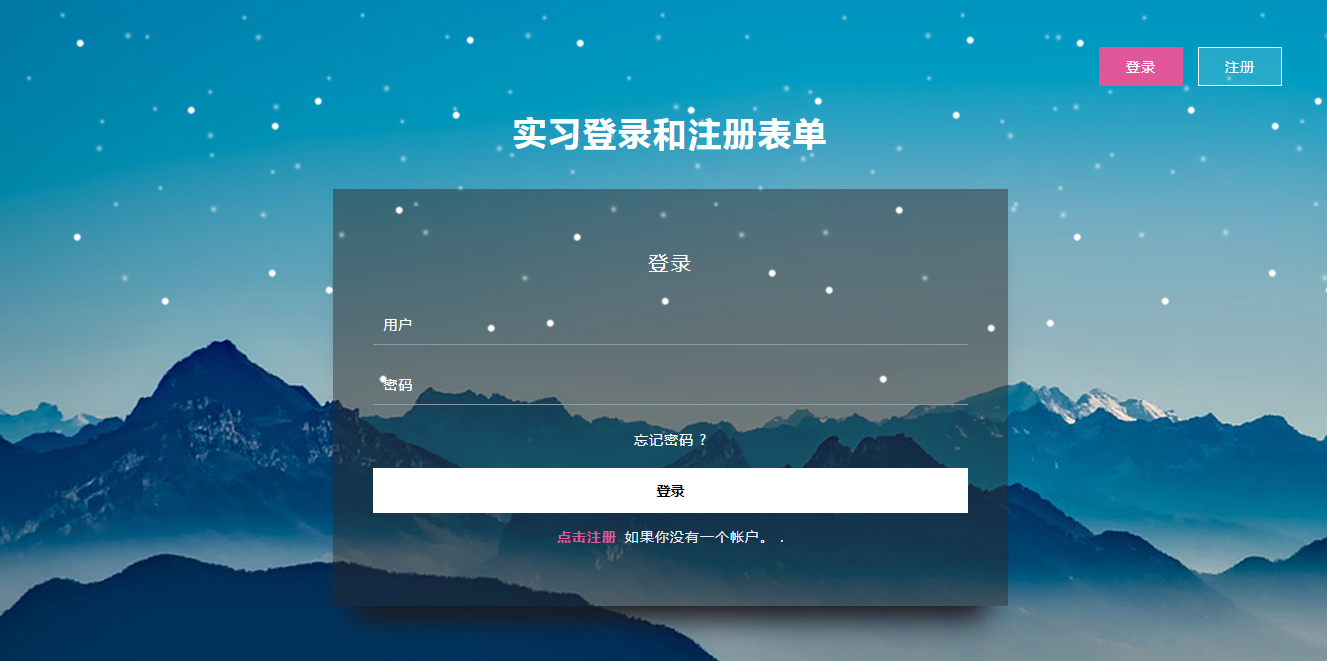 登录 注册
实习登录和注册表单
登录
用户
密码
忘记密码 ?
登录
点击注册 如果你没有一个帐户。 .